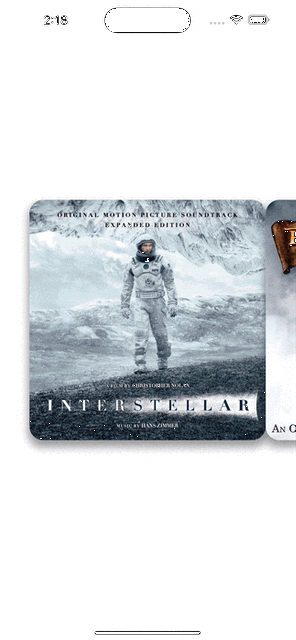 2:18
ORIGINAL MOTION PICTURE SOUNDTRACK
EXPANDED EDITION
A FILM BY CHRISTOPHER NOLAN
INTERSTELLAR
MUSIC BY HANS ZIMMER
AN